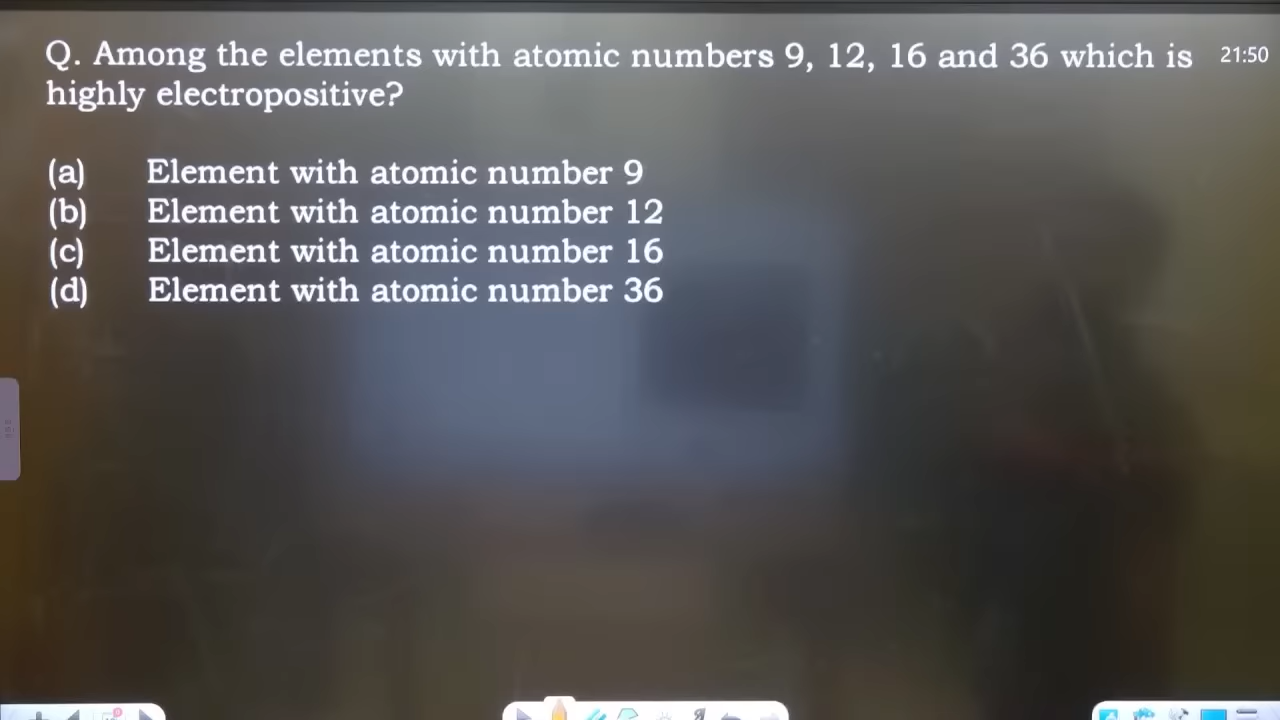 Q. Among the elements with atomic numbers 9, 12, 16 and 36 which is
21:50
highly electropositive?
(a) Element with atomic number 9
(b) Element with atomic number 12
(c) Element with atomic number 16
(d) Element with atomic number 36